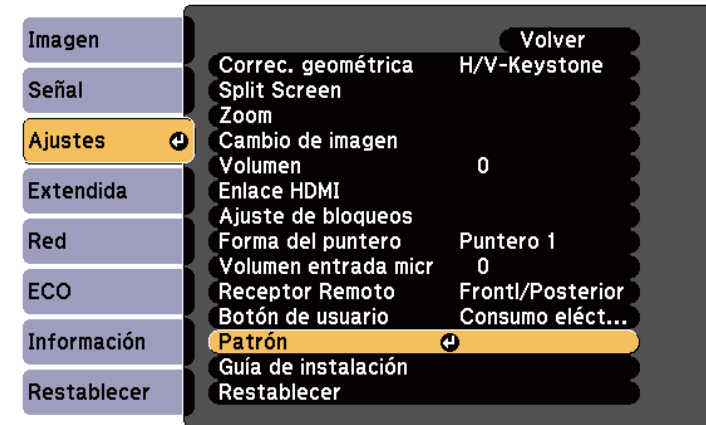 Imagen
Señal
Ajustes
Extendida
Red
ECO
Información
Restablecer
Volver
Correc. geométrica H/V-Keystone
Split Screen
Zoom
Cambio de imagen
Volumen 0
Enlace HDMI
Ajuste de bloqueos
Forma del puntero Puntero 1
Volumen entrada micr 0
Receptor Remoto Frontl/Posterior
Botón de usuario Consumo eléct...
Patrón
Guía de instalación
Restablecer